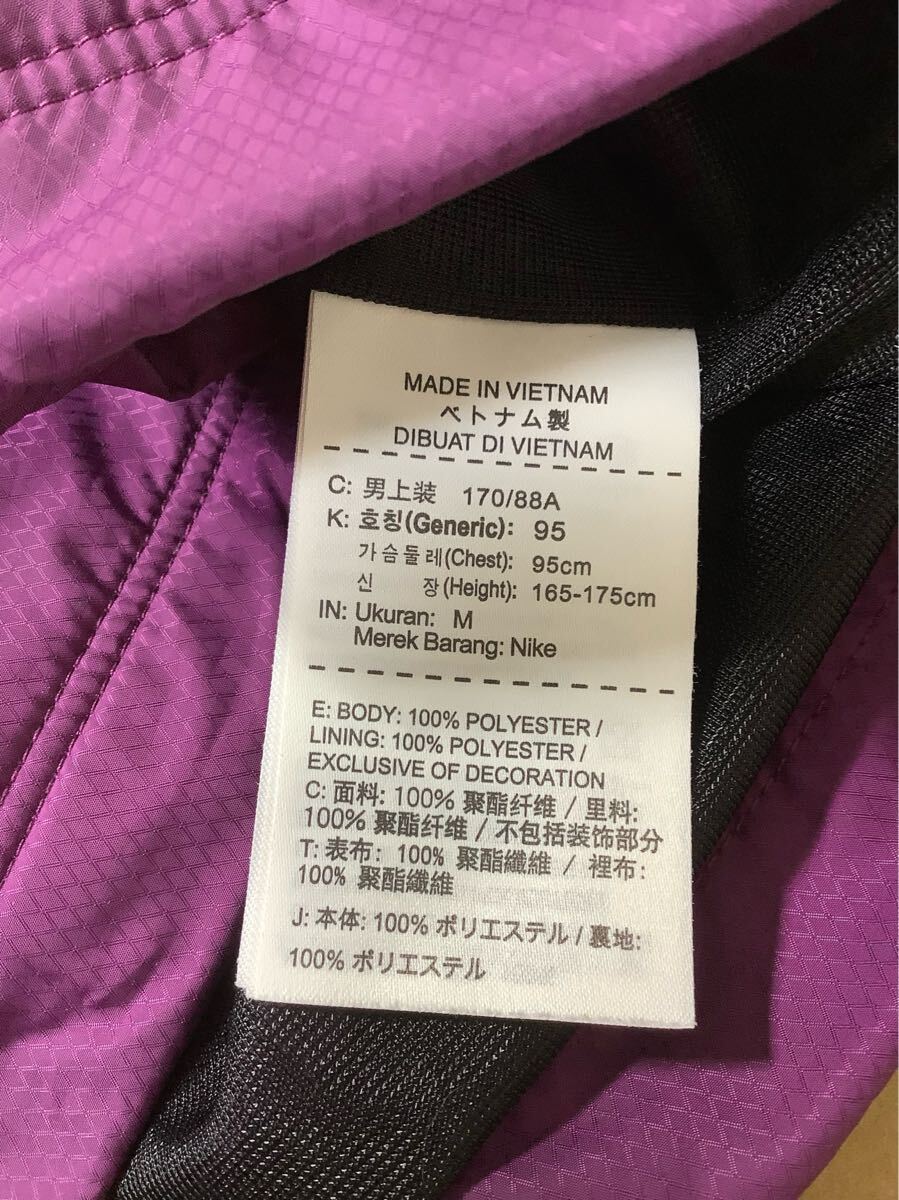 MADE IN VIETNAM
ベトナム製
DIBUAT DI VIETNAM
C: 男上装 170/88A
K: 호칭(Generic): 95
가슴둘레(Chest): 95cm
신 장(Height): 165-175cm
IN: Ukuran: M
Merek Barang: Nike
E: BODY: 100% POLYESTER /
LINING: 100% POLYESTER /
EXCLUSIVE OF DECORATION
C: 面料: 100% 聚酯纤维 / 里料:
100% 聚酯纤维 / 不包括装饰部分
T: 表布: 100% 聚酯纖維 / 裡布:
100% 聚酯纖維
J: 本体: 100% ポリエステル / 裏地:
100% ポリエステル